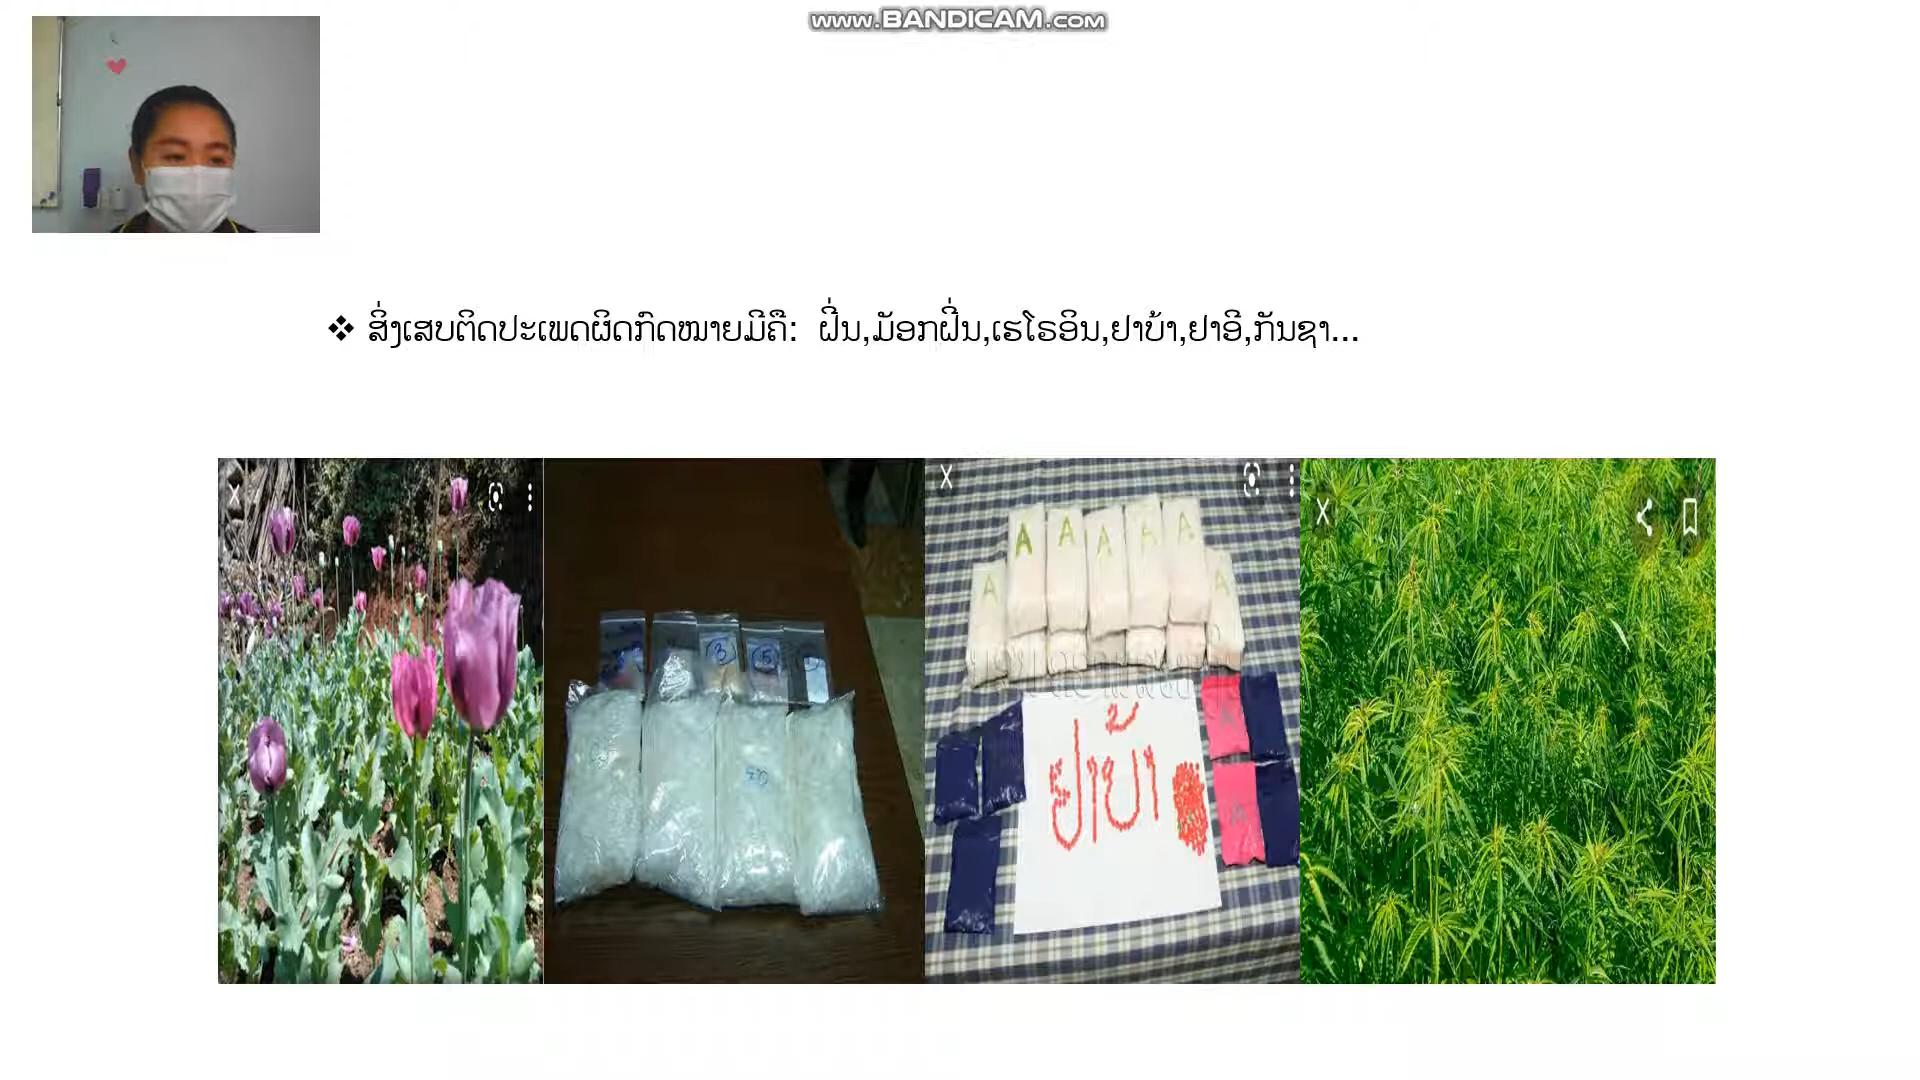 www.BANDICAM.com
❖ ສິ່ງເສບຕິດປະເພດຜິດກົດໝາຍມີຄື: ຝິ່ນ,ມັອກຝີ່ນ,ເຮໂຣອິນ,ຢາບ້າ,ຢາອີ,ກັນຊາ...
A A A A A
A A
3 5
ຢາບ້າ